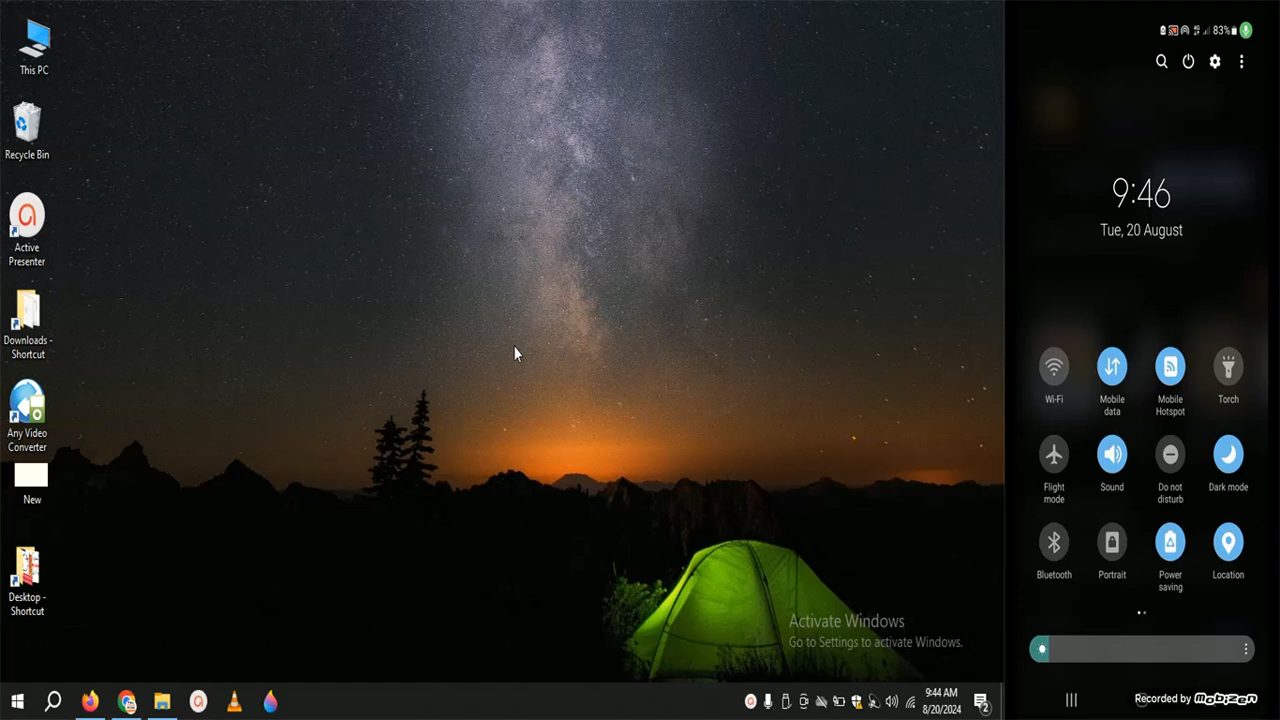 This PC
Recycle Bin
Active
Presenter
Downloads -
Shortcut
Any Video
Converter
New
Desktop -
Shortcut
Activate Windows
Go to Settings to activate Windows.
9:44 AM
8/20/2024
2
83%
9:46
Tue, 20 August
Wi-Fi
Mobile
data
Mobile
Hotspot
Torch
Flight
mode
Sound
Do not
disturb
Dark mode
Bluetooth
Portrait
Power
saving
Location
Recorded by Mobizen